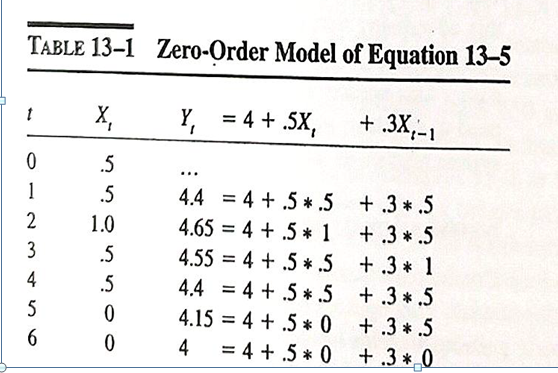 TABLE 13–1 Zero-Order Model of Equation 13–5
t X_t Y_t = 4 + .5X_t + .3X_{t–1}
0 .5 ...
1 .5 4.4 = 4 + .5 * .5 + .3 * .5
2 1.0 4.65 = 4 + .5 * 1 + .3 * .5
3 .5 4.55 = 4 + .5 * .5 + .3 * 1
4 .5 4.4 = 4 + .5 * .5 + .3 * .5
5 0 4.15 = 4 + .5 * 0 + .3 * .5
6 0 4 = 4 + .5 * 0 + .3 * 0